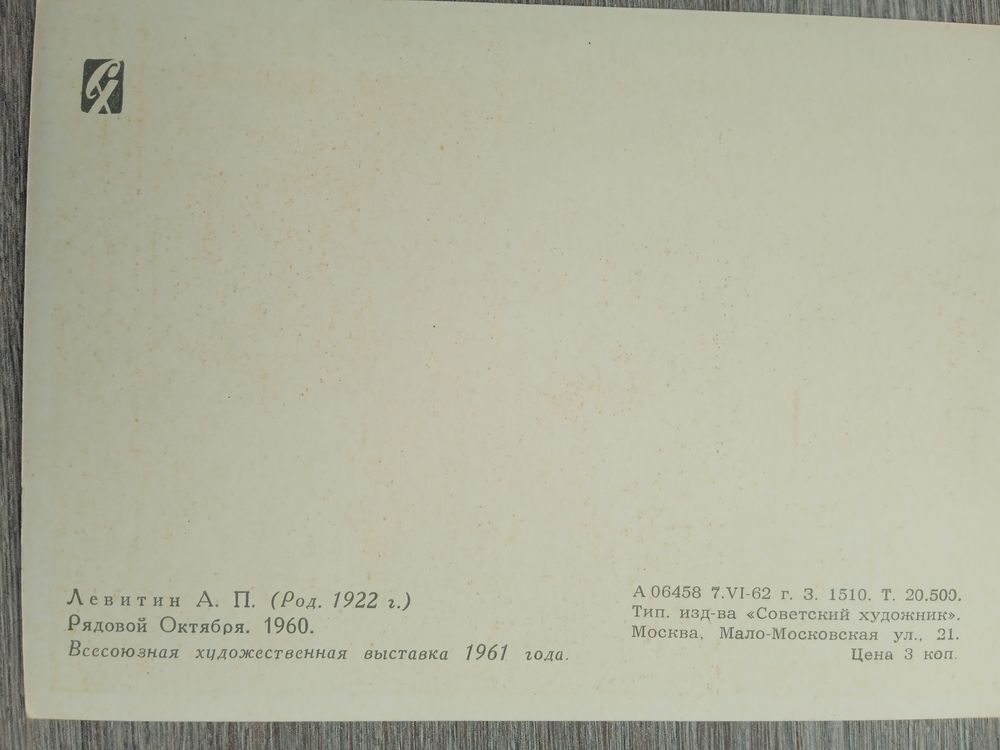 СХ
Левитин А. П. (Род. 1922 г.)
Рядовой Октября. 1960.
Всесоюзная художественная выставка 1961 года.
А 06458 7.VI-62 г. З. 1510. Т. 20.500.
Тип. изд-ва «Советский художник».
Москва, Мало-Московская ул., 21.
Цена 3 коп.